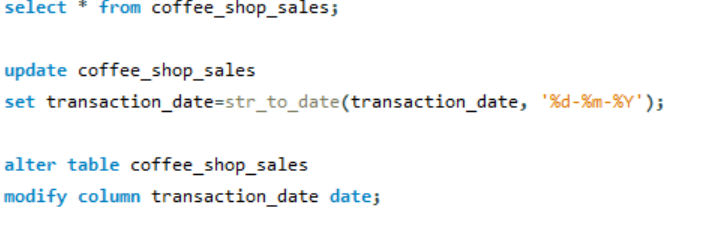 select * from coffee_shop_sales;
update coffee_shop_sales
set transaction_date=str_to_date(transaction_date, '%d-%m-%Y');
alter table coffee_shop_sales
modify column transaction_date date;